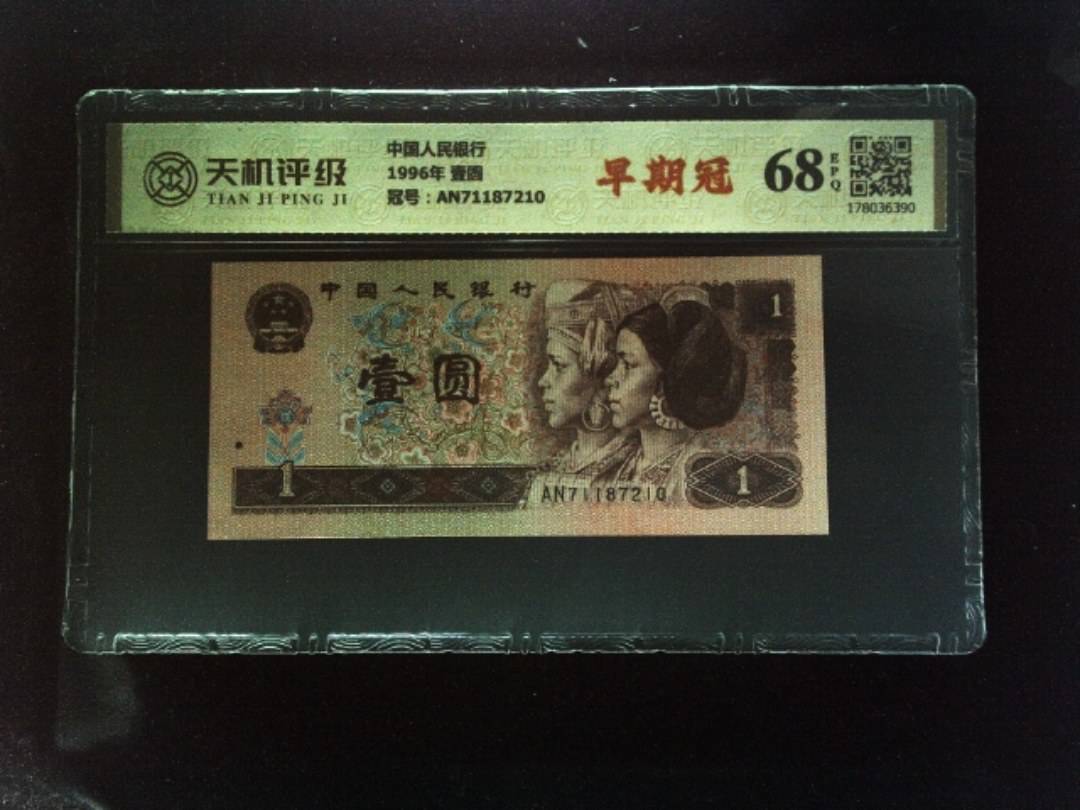 天机评级
TIAN JI PING JI
中国人民银行
1996年 壹圆
冠号：AN71187210
早期冠
68
EPQ
178036390
中国人民银行
1
壹圆
1
AN71187210
1